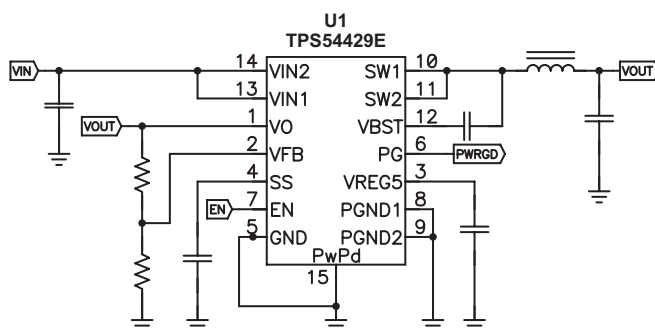 U1
TPS54429E
VIN
14
VIN2
SW1
10
VOUT
13
VIN1
SW2
11
VOUT
1
VO
VBST
12
2
VFB
PG
6
PWRGD
4
SS
VREG5
3
EN
7
EN
PGND1
8
5
GND
PGND2
9
PwPd
15